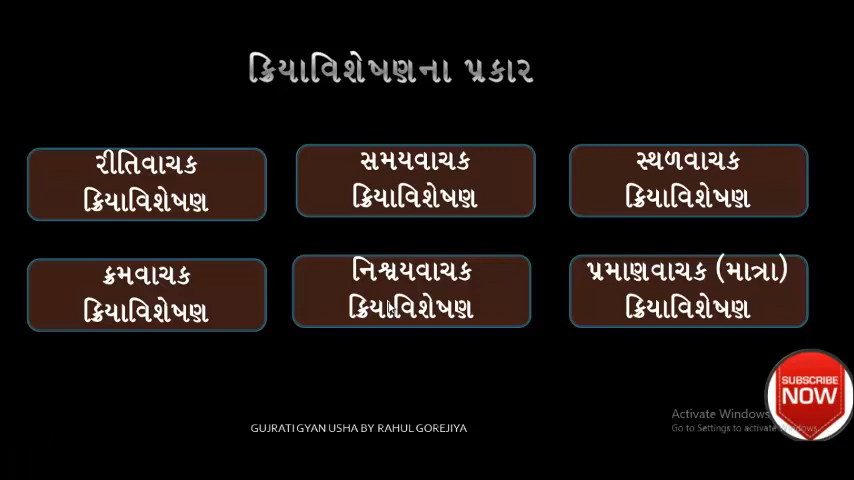 ક્રિયાવિશેષણના પ્રકાર
રીતિવાચક
ક્રિયાવિશેષણ
સમયવાચક
ક્રિયાવિશેષણ
સ્થળવાચક
ક્રિયાવિશેષણ
ક્રમવાચક
ક્રિયાવિશેષણ
નિશ્ચયવાચક
ક્રિયાવિશેષણ
પ્રમાણવાચક (માત્રા)
ક્રિયાવિશેષણ
SUBSCRIBE
NOW
Activate Windows
Go to Settings to activate Windows.
GUJRATI GYAN USHA BY RAHUL GOREJIYA